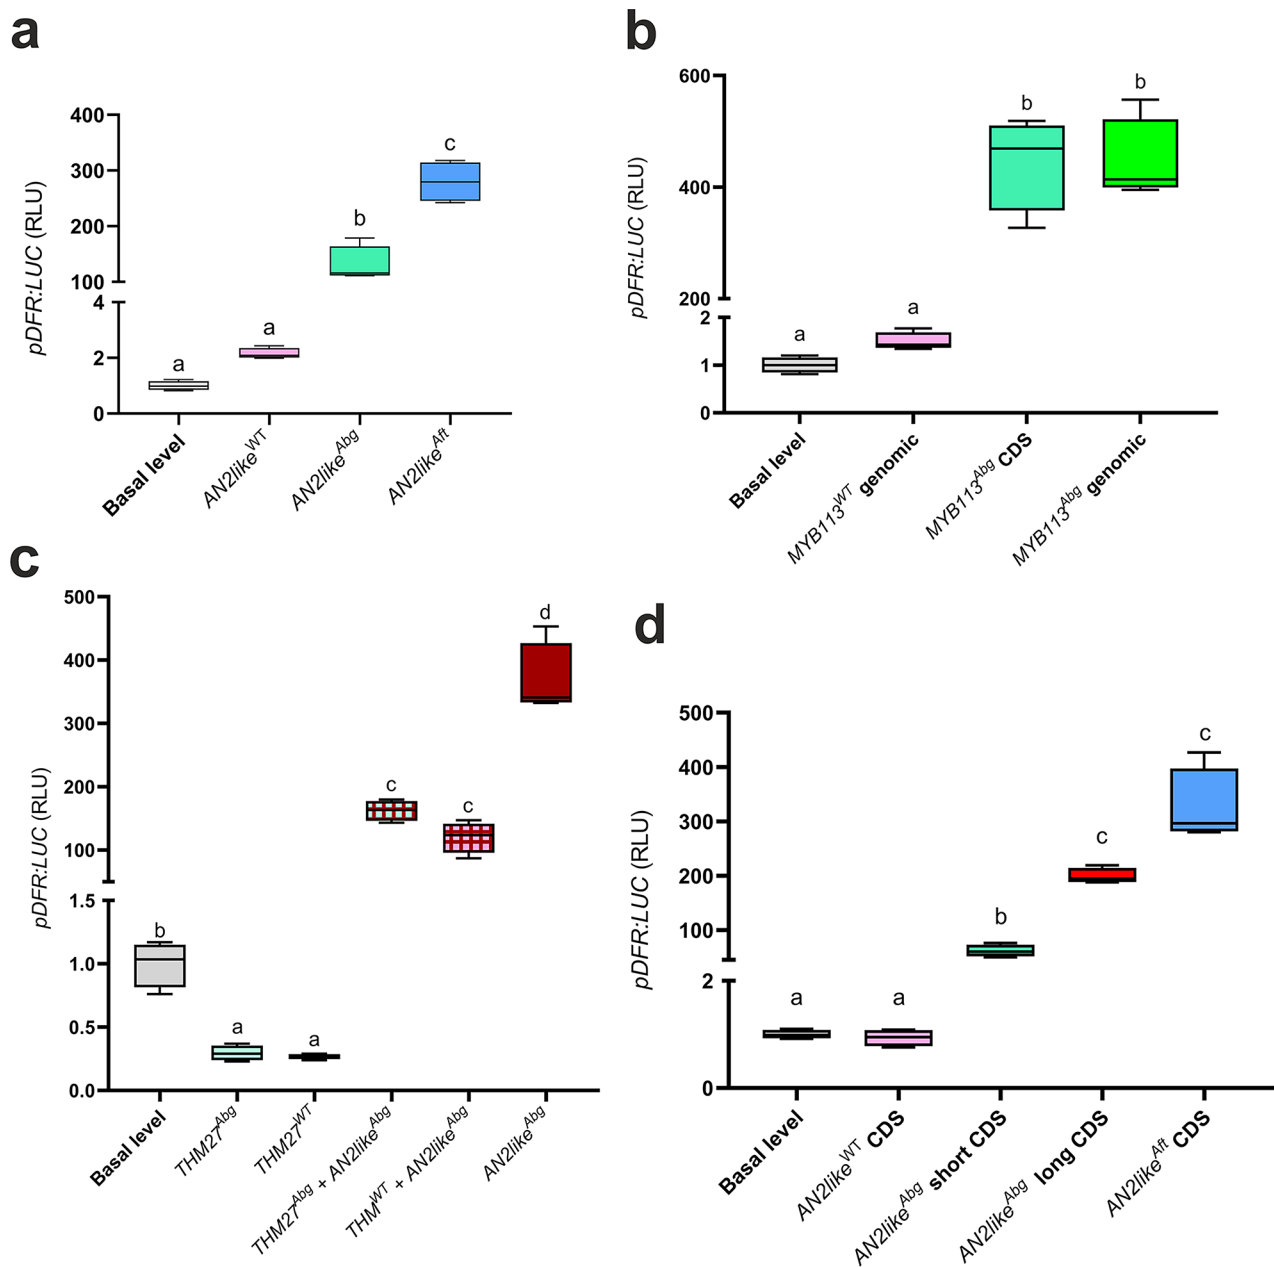 a
400
300
200
100
4
2
0
pDFR:LUC (RLU)
a
a
b
c
Basal level
AN2like^WT
AN2like^Abg
AN2like^Aft
b
600
400
200
2
1
0
pDFR:LUC (RLU)
a
a
b
b
Basal level
MYB113^WT genomic
MYB113^Abg CDS
MYB113^Abg genomic
c
500
400
300
200
100
1.5
1.0
0.5
0.0
pDFR:LUC (RLU)
b
a
a
c
c
d
Basal level
THM27^Abg
THM27^WT
THM27^Abg + AN2like^Abg
THM^WT + AN2like^Abg
AN2like^Abg
d
500
400
300
200
100
2
0
pDFR:LUC (RLU)
a
a
b
c
c
Basal level
AN2like^WT CDS
AN2like^Abg short CDS
AN2like^Abg long CDS
AN2like^Aft CDS